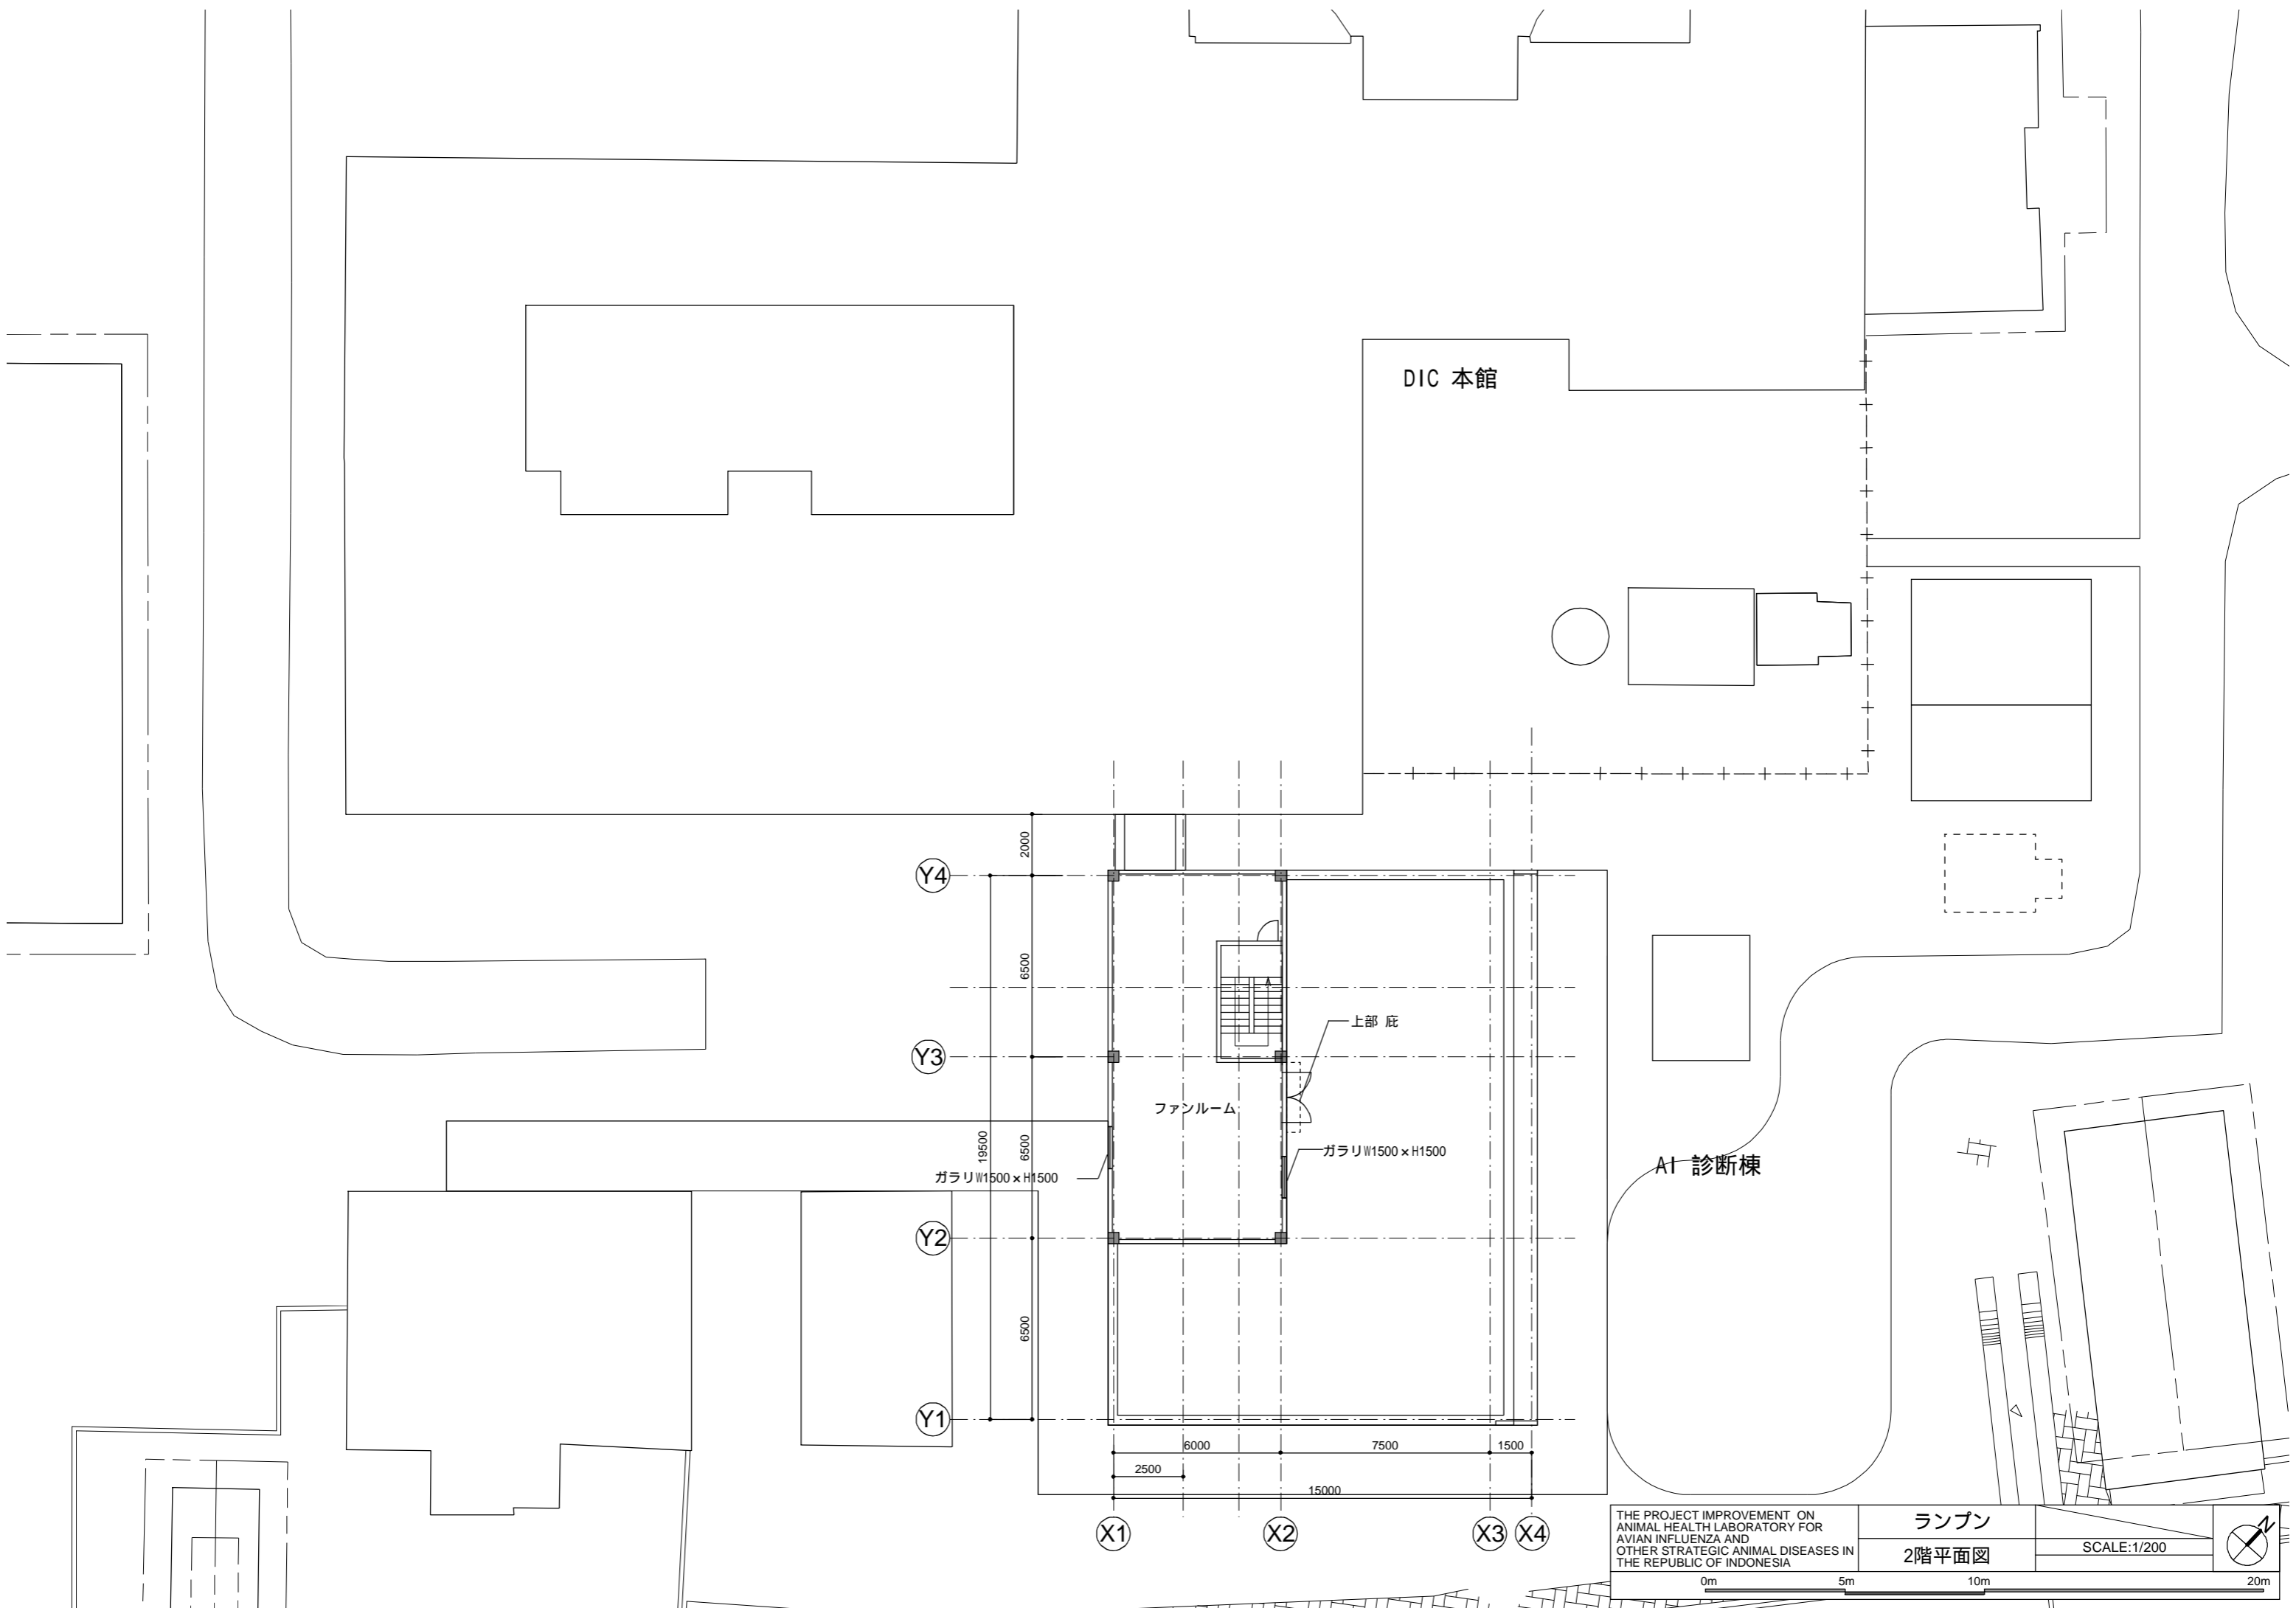 DIC 本館
2000
Y4
6500
上部 庇
Y3
ファンルーム
19500
6500
ガラリW1500×H1500
ガラリW1500×H1500
AI 診断棟
Y2
6500
Y1
6000
7500
1500
2500
15000
X1
X2
X3
X4
THE PROJECT IMPROVEMENT ON
ANIMAL HEALTH LABORATORY FOR
AVIAN INFLUENZA AND
OTHER STRATEGIC ANIMAL DISEASES IN
THE REPUBLIC OF INDONESIA
ランプン
2階平面図
SCALE:1/200
N
0m
5m
10m
20m